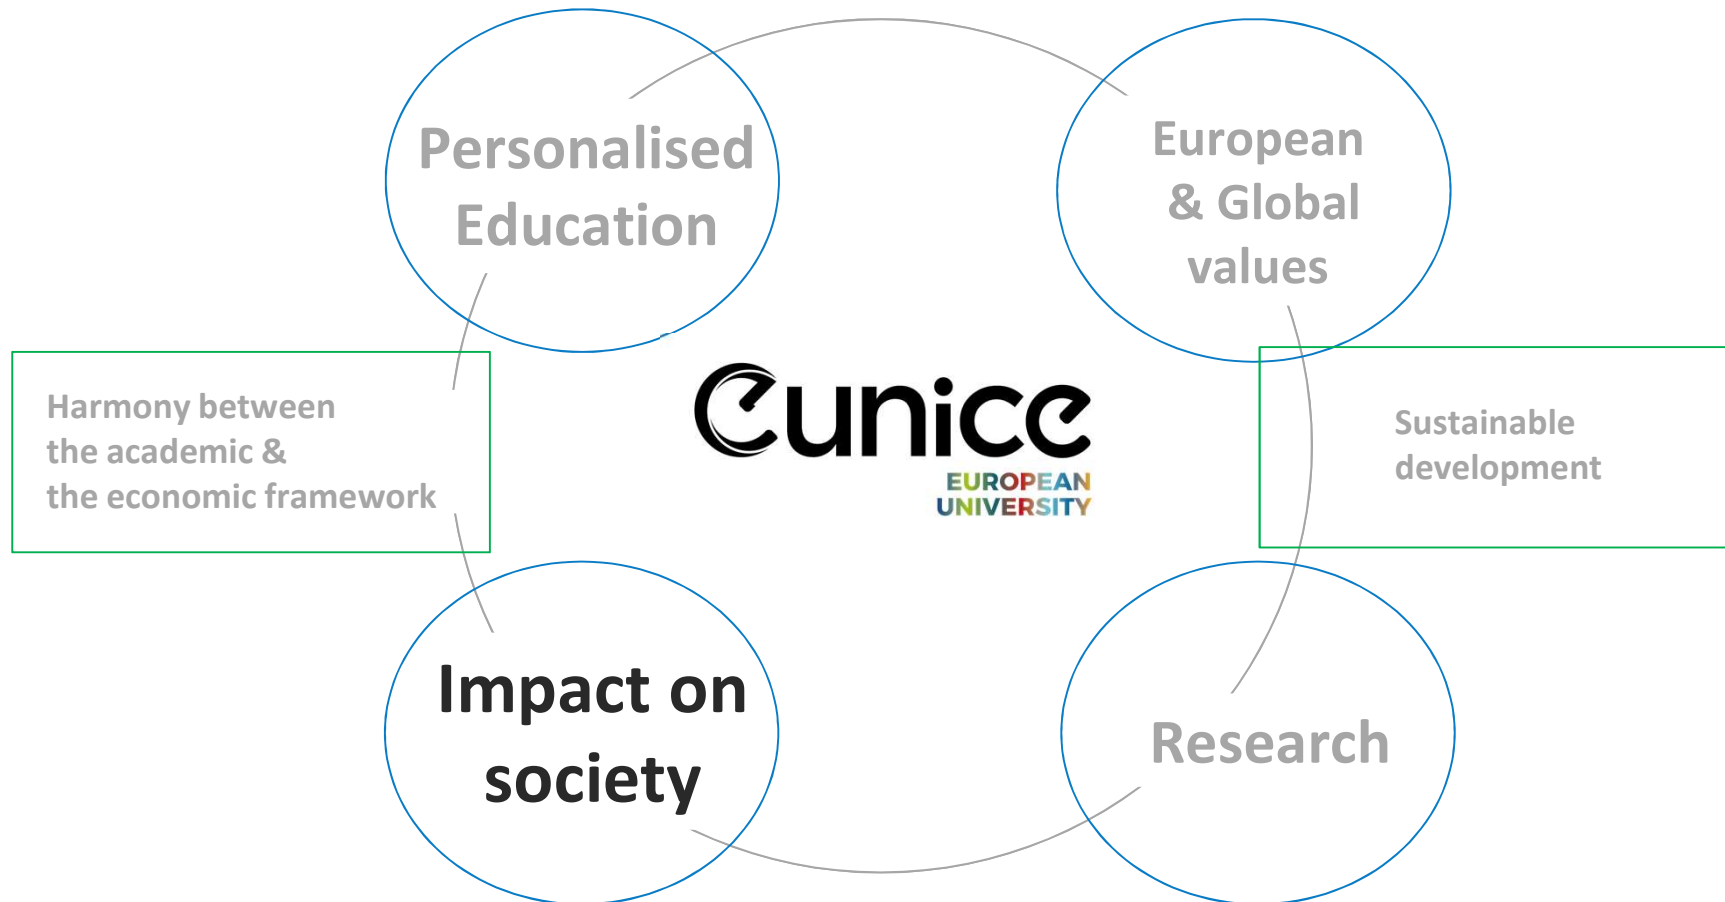 Personalised
Education
European
& Global
values
Harmony between
the academic &
the economic framework
eunice
EUROPEAN
UNIVERSITY
Sustainable
development
Impact on
society
Research